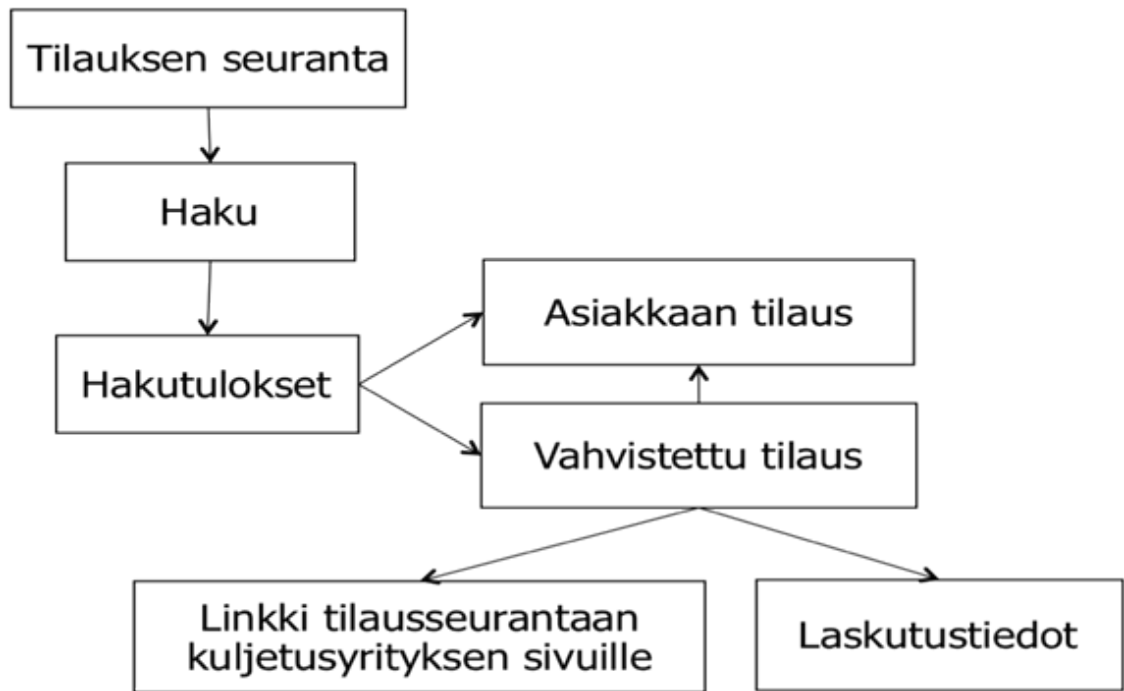 Tilauksen seuranta
Haku
Hakutulokset
Asiakkaan tilaus
Vahvistettu tilaus
Linkki tilausseurantaan
kuljetusyrityksen sivuille
Laskutustiedot